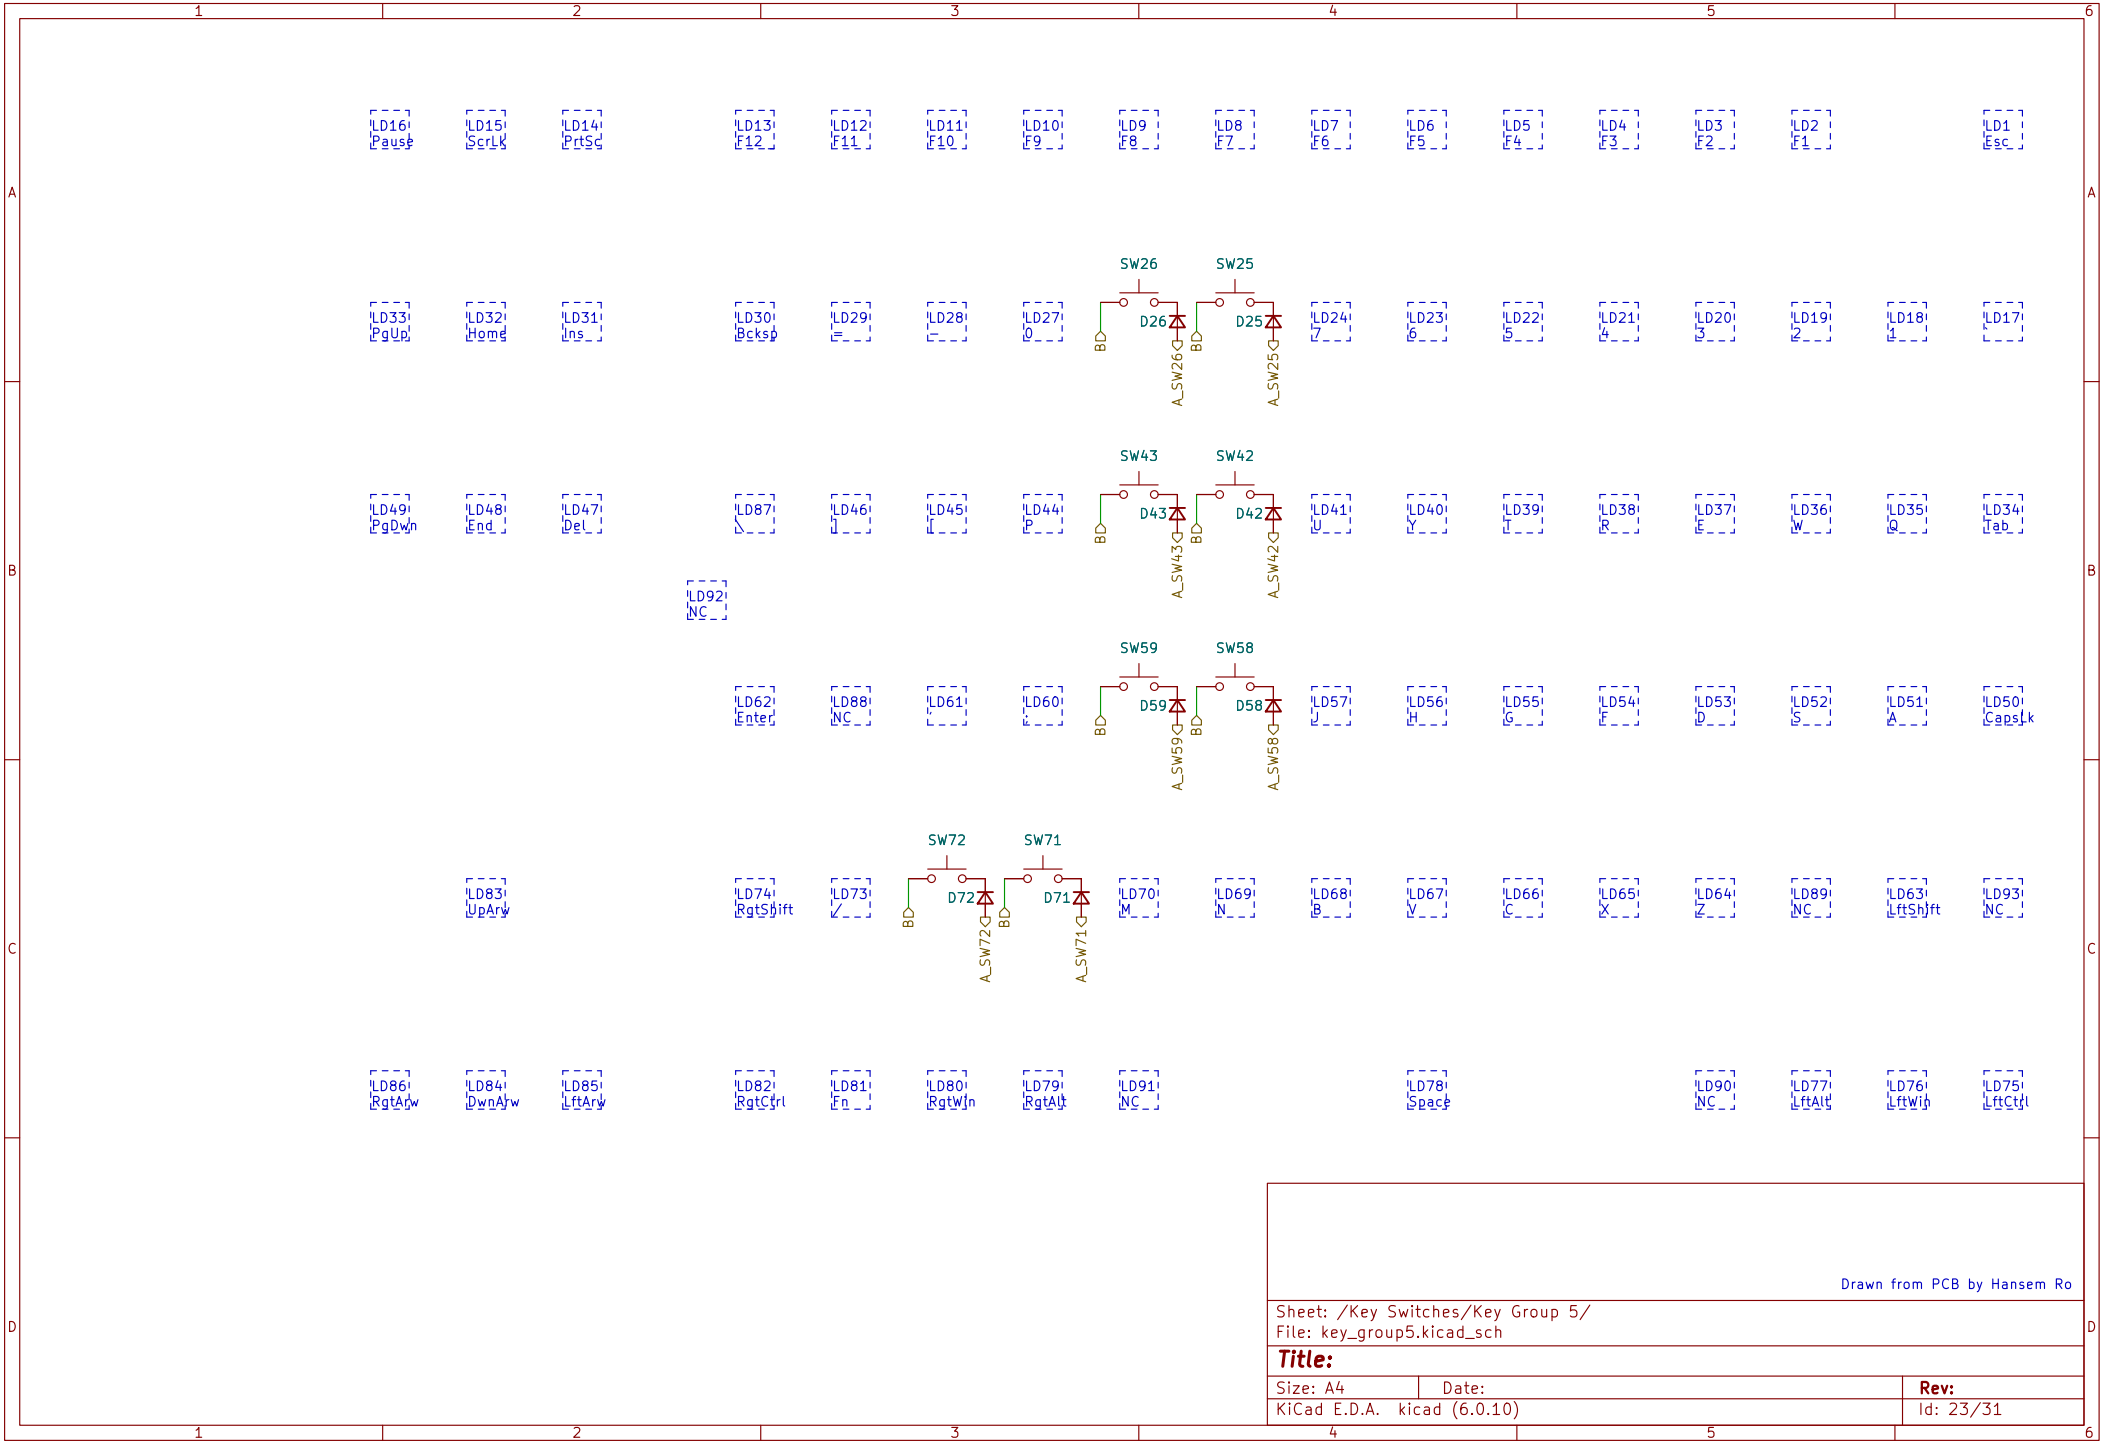 1 2 3 4 5 6
LD16 LD15 LD14 LD13 LD12 LD11 LD10 LD9 LD8 LD7 LD6 LD5 LD4 LD3 LD2 LD1
Pause ScrLk PrtSc F12 F11 F10 F9 F8 F7 F6 F5 F4 F3 F2 F1 Esc
A A
SW26 SW25
LD33 LD32 LD31 LD30 LD29 LD28 LD27 D26 D25 LD24 LD23 LD22 LD21 LD20 LD19 LD18 LD17
PgUp Home Ins Bcksp = - 0 7 6 5 4 3 2 1 `
B A_SW26 B A_SW25
SW43 SW42
LD49 LD48 LD47 LD87 LD46 LD45 LD44 D43 D42 LD41 LD40 LD39 LD38 LD37 LD36 LD35 LD34
PgDwn End Del \ ] [ P U Y T R E W Q Tab
B A_SW43 B A_SW42
B B
LD92
NC
SW59 SW58
LD62 LD88 LD61 LD60 D59 D58 LD57 LD56 LD55 LD54 LD53 LD52 LD51 LD50
Enter NC ' ; J H G F D S A CapsLk
B A_SW59 B A_SW58
SW72 SW71
LD83 LD74 LD73 D72 D71 LD70 LD69 LD68 LD67 LD66 LD65 LD64 LD89 LD63 LD93
UpArw RgtShift / M N B V C X Z NC LftShift NC
B A_SW72 B A_SW71
C C
LD86 LD84 LD85 LD82 LD81 LD80 LD79 LD91 LD78 LD90 LD77 LD76 LD75
RgtArw DwnArw LftArw RgtCtrl Fn RgtWin RgtAlt NC Space NC LftAlt LftWin LftCtrl
Drawn from PCB by Hansem Ro
Sheet: /Key Switches/Key Group 5/
File: key_group5.kicad_sch
D D
Title:
Size: A4 Date: Rev:
KiCad E.D.A. kicad (6.0.10) Id: 23/31
1 2 3 4 5 6